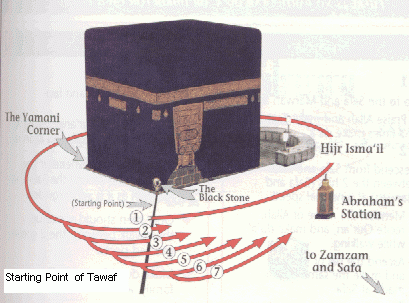 The Yamani
Corner
Hijr Isma'il
The
Black Stone
(Starting Point)
Abraham's
Station
1
2
3
4
5
6
7
to Zamzam
and Safa
Starting Point of Tawaf